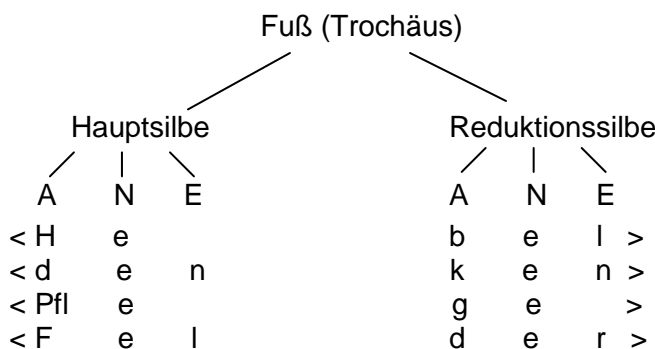 Fuß (Trochäus)
Hauptsilbe Reduktionssilbe
A N E A N E
< H e b e l >
< d e n k e n >
< Pfl e g e >
< F e l d e r >